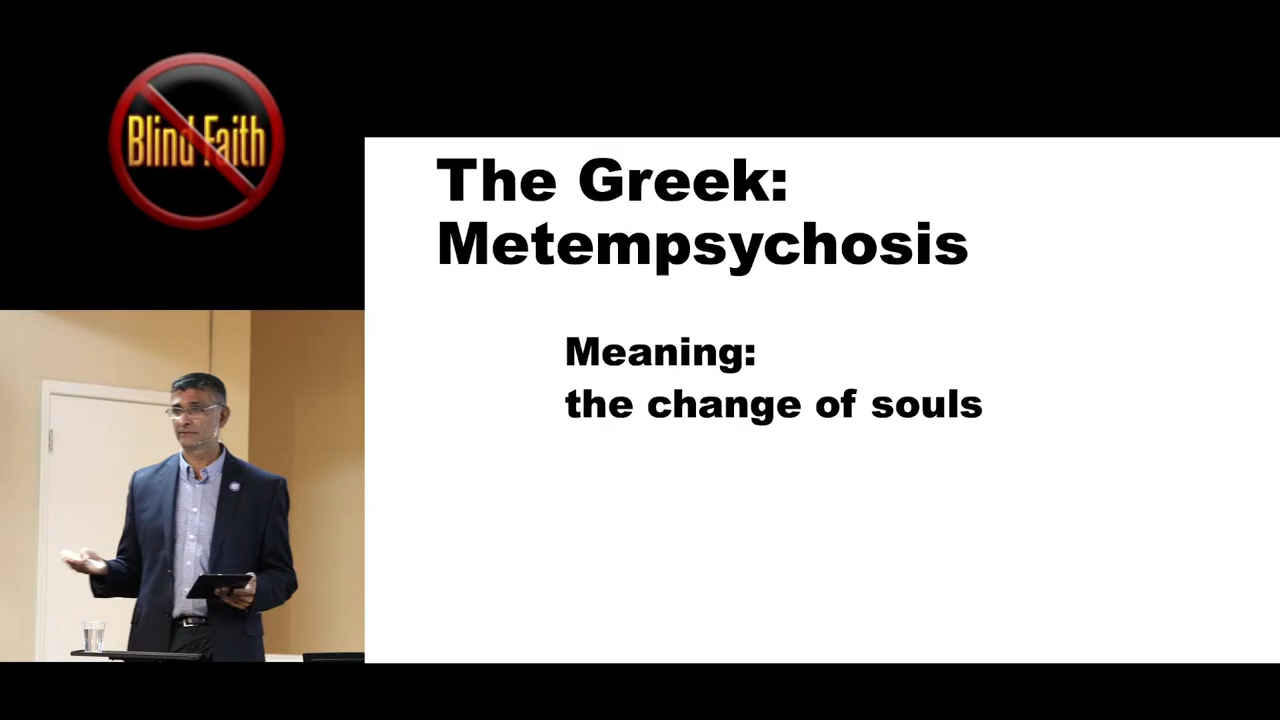 Blind Faith
The Greek:
Metempsychosis
Meaning:
the change of souls